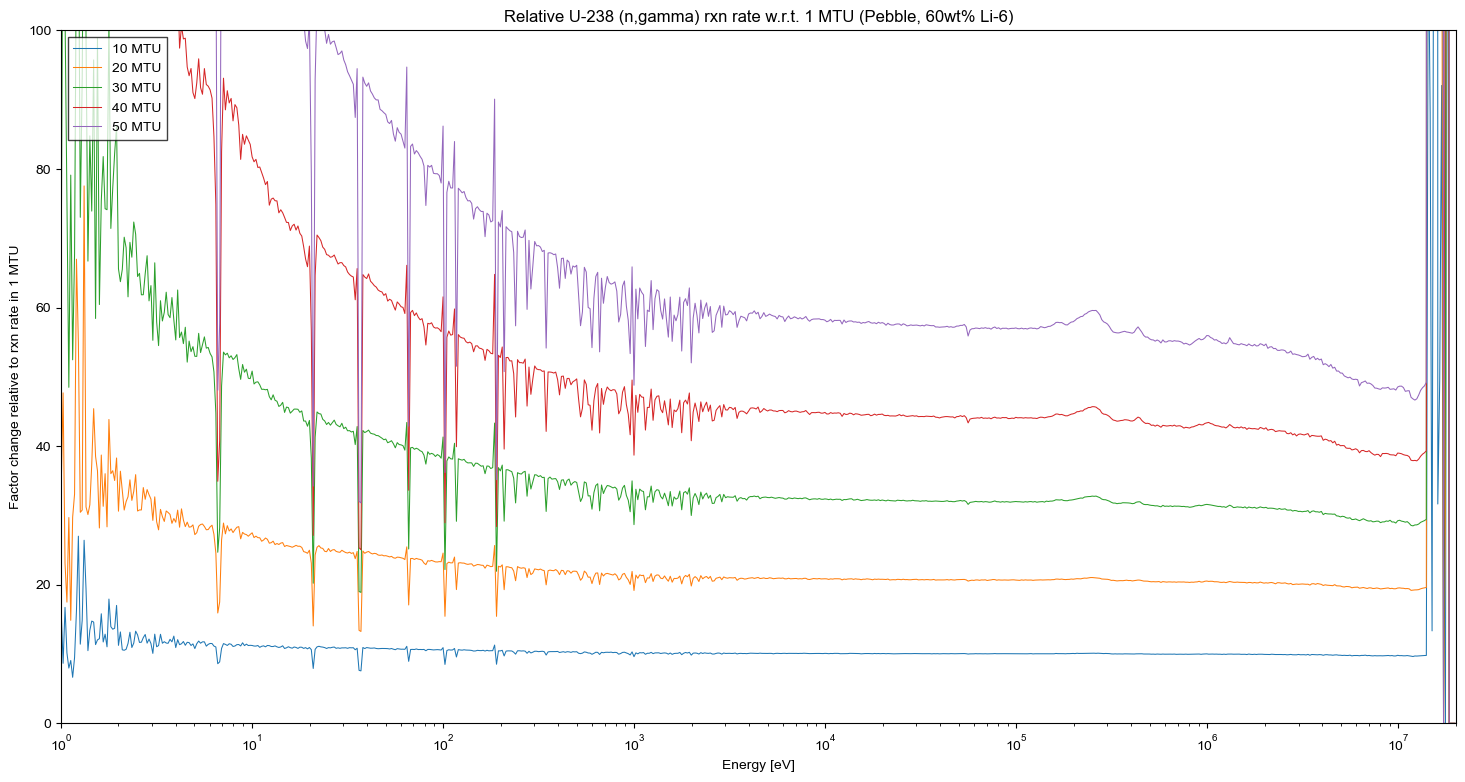 Relative U-238 (n,gamma) rxn rate w.r.t. 1 MTU (Pebble, 60wt% Li-6)
10 MTU
20 MTU
30 MTU
40 MTU
50 MTU
Factor change relative to rxn rate in 1 MTU
100
80
60
40
20
0
10⁰ 10¹ 10² 10³ 10⁴ 10⁵ 10⁶ 10⁷
Energy [eV]